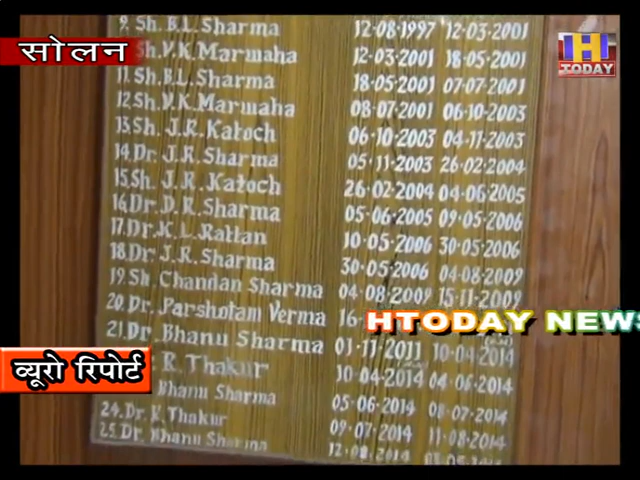 9. Sh. B.L. Sharma 12-08-1997 12-03-2001
सोलन
Sh. V.K. Marwaha 12-03-2001 18-05-2001
HI TODAY
11. Sh. B.L. Sharma 18-05-2001 07-07-2001
12. Sh. V.K. Marwaha 08-07-2001 06-10-2003
13. Sh. J.R. Katoch 06-10-2003 04-11-2003
14. Dr. J.R. Sharma 05-11-2003 26-02-2004
15. Sh. J.R. Katoch 26-02-2004 04-06-2005
16. Dr. D.R. Sharma 05-06-2005 09-05-2006
17. Dr. K.L. Rattan 10-05-2006 30-05-2006
18. Dr. J.R. Sharma 30-05-2006 04-08-2009
19. Sh. Chandan Sharma 04-08-2009 15-11-2009
20. Dr. Parshotam Verma 16-
HTODAY NEWS
21. Dr. Bhanu Sharma 01-11-2011 10-04-2014
ब्यूरो रिपोर्ट
R. Thakur 10-04-2014 04-06-2014
Bhanu Sharma 05-06-2014 08-07-2014
24. Dr. K. Thakur 09-07-2014 11-08-2014
25. Dr. Bhanu Sharma 12-08-2014